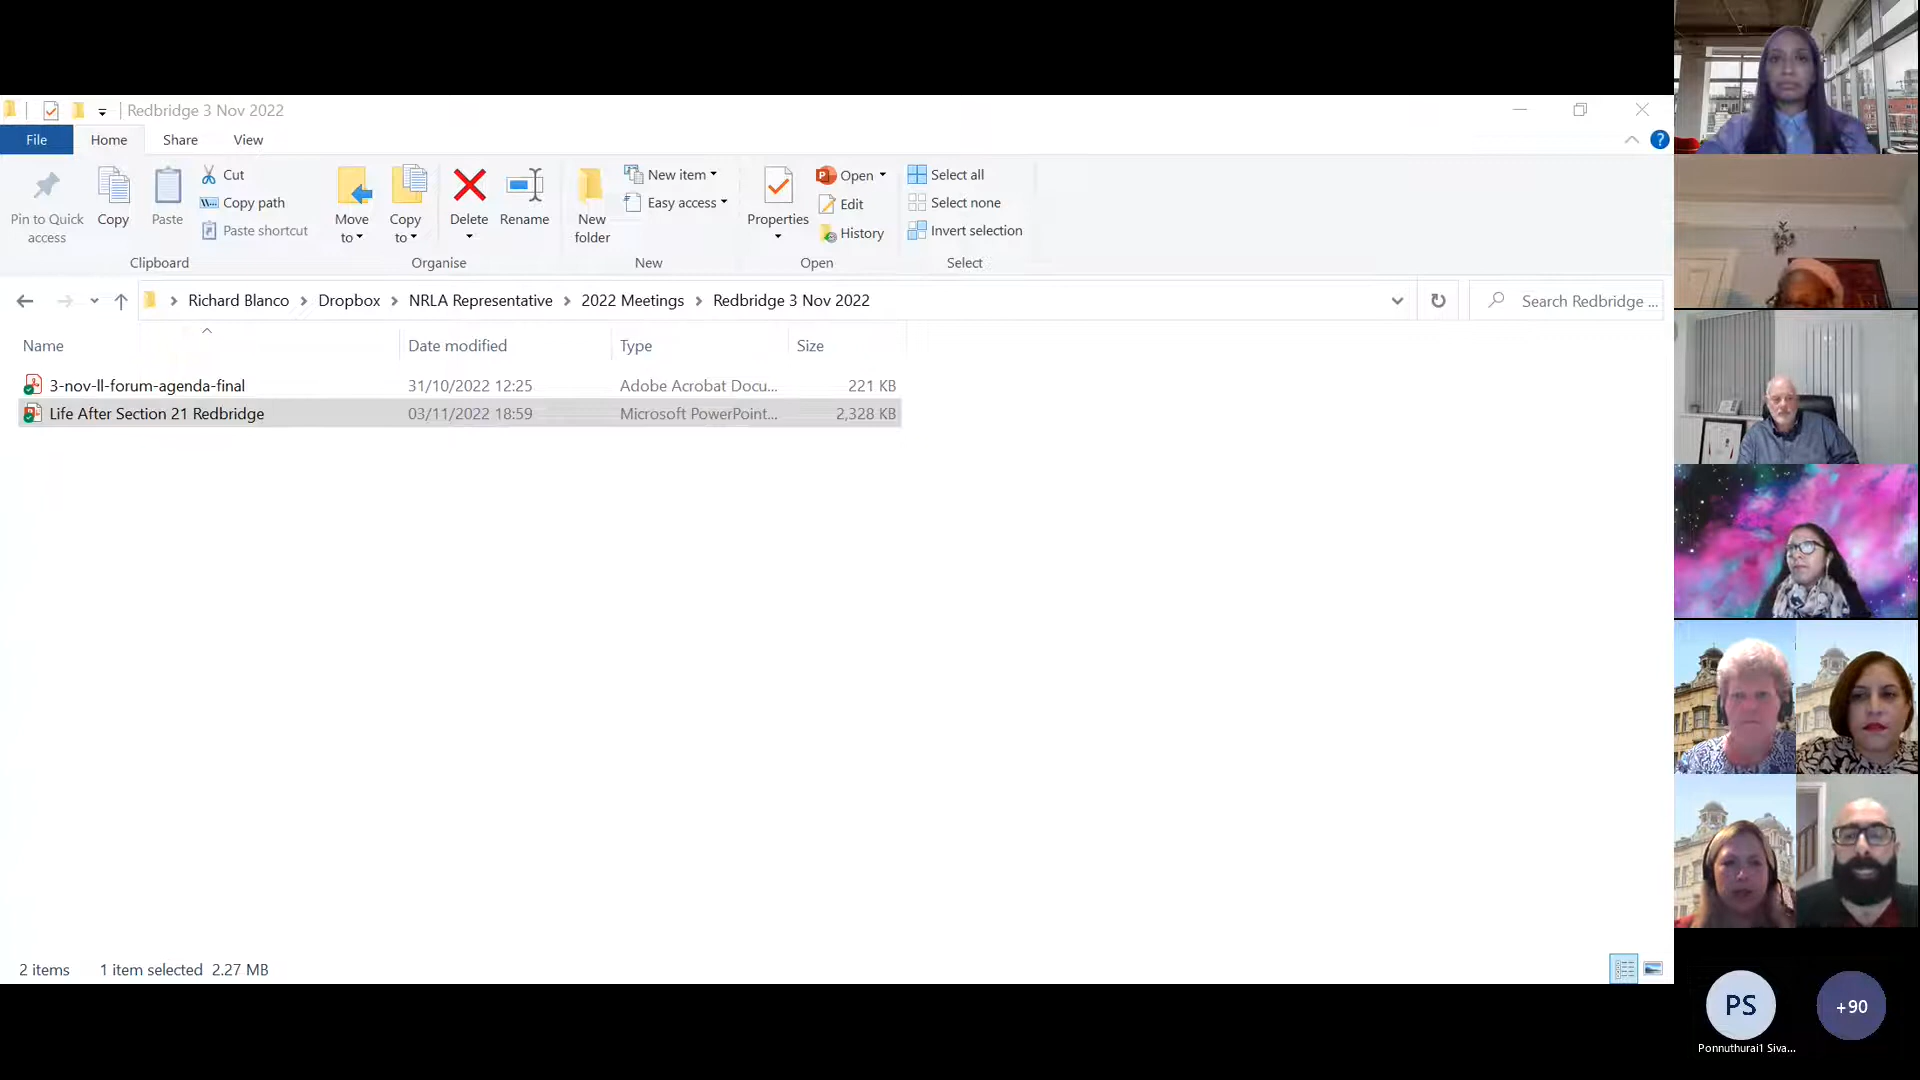 Redbridge 3 Nov 2022
File Home Share View
?
Cut
New item
Open
Select all
Copy path
Easy access
Edit
Select none
Pin to Quick access
Copy
Paste
Paste shortcut
Move to
Copy to
Delete
Rename
New folder
Properties
History
Invert selection
Clipboard Organise New Open Select
Richard Blanco Dropbox NRLA Representative 2022 Meetings Redbridge 3 Nov 2022
Search Redbridge ...
Name Date modified Type Size
3-nov-ll-forum-agenda-final 31/10/2022 12:25 Adobe Acrobat Docu... 221 KB
Life After Section 21 Redbridge 03/11/2022 18:59 Microsoft PowerPoint... 2,328 KB
2 items 1 item selected 2.27 MB
PS
+90
Ponnuthurai1 Siva...